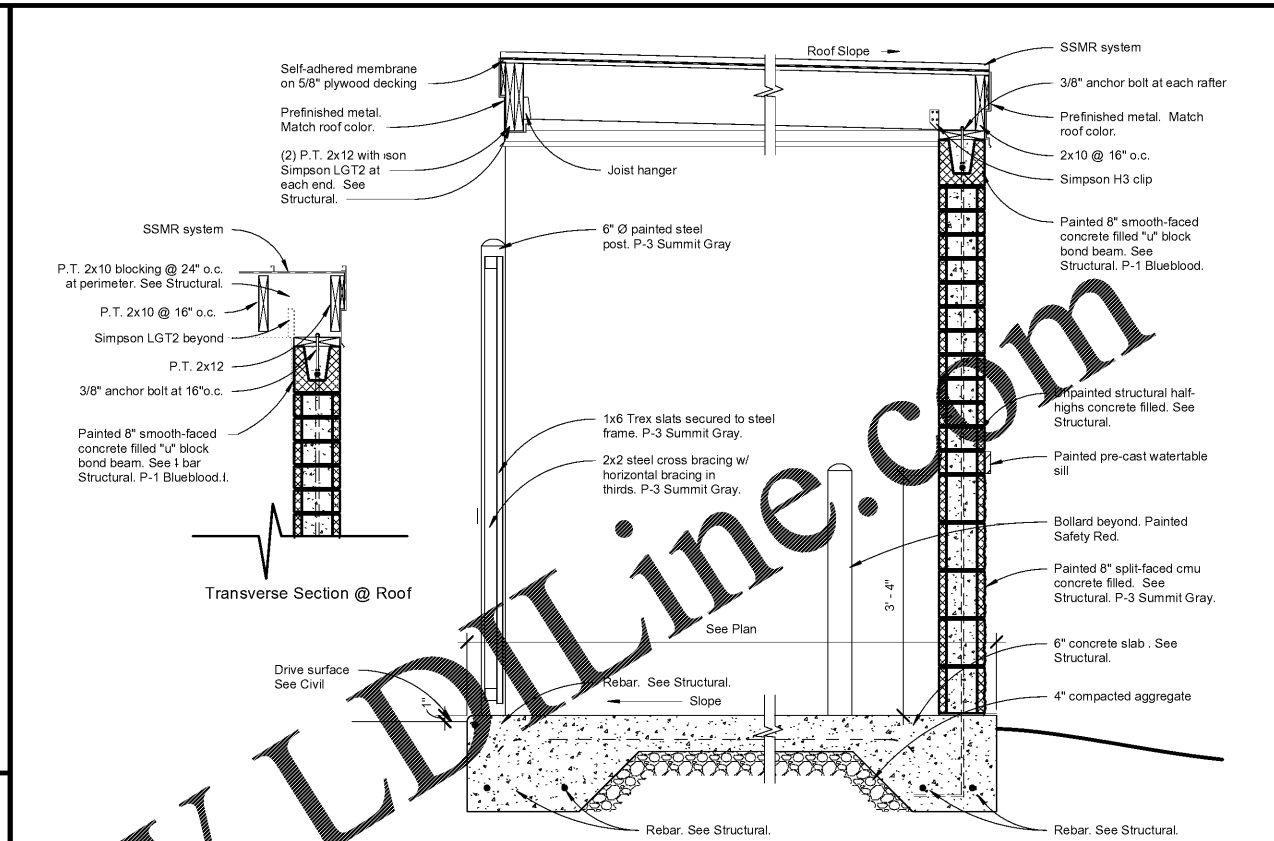 Roof Slope
SSMR system
Self-adhered membrane
on 5/8" plywood decking
3/8" anchor bolt at each rafter
Prefinished metal.
Match roof color.
Prefinished metal. Match
roof color.
(2) P.T. 2x12 with
Simpson LGT2 at
each end. See
Structural.
2x10 @ 16" o.c.
Joist hanger
Simpson H3 clip
Painted 8" smooth-faced
concrete filled "u" block
bond beam. See
Structural. P-1 Blueblood.
SSMR system
6" Ø painted steel
post. P-3 Summit Gray
P.T. 2x10 blocking @ 24" o.c.
at perimeter. See Structural.
P.T. 2x10 @ 16" o.c.
Simpson LGT2 beyond
P.T. 2x12
3/8" anchor bolt at 16"o.c.
Painted 8" smooth-faced
concrete filled "u" block
bond beam. See bar
Structural. P-1 Blueblood.
Transverse Section @ Roof
1x6 Trex slats secured to steel
frame. P-3 Summit Gray.
2x2 steel cross bracing w/
horizontal bracing in
thirds. P-3 Summit Gray.
Unpainted structural half-
highs concrete filled. See
Structural.
Painted pre-cast watertable
sill
Bollard beyond. Painted
Safety Red.
Painted 8" split-faced cmu
concrete filled. See
Structural. P-3 Summit Gray.
3' - 4"
See Plan
6" concrete slab . See
Structural.
Drive surface
See Civil
1"
Rebar. See Structural.
Slope
4" compacted aggregate
Rebar. See Structural.
Rebar. See Structural.
LDILine.com